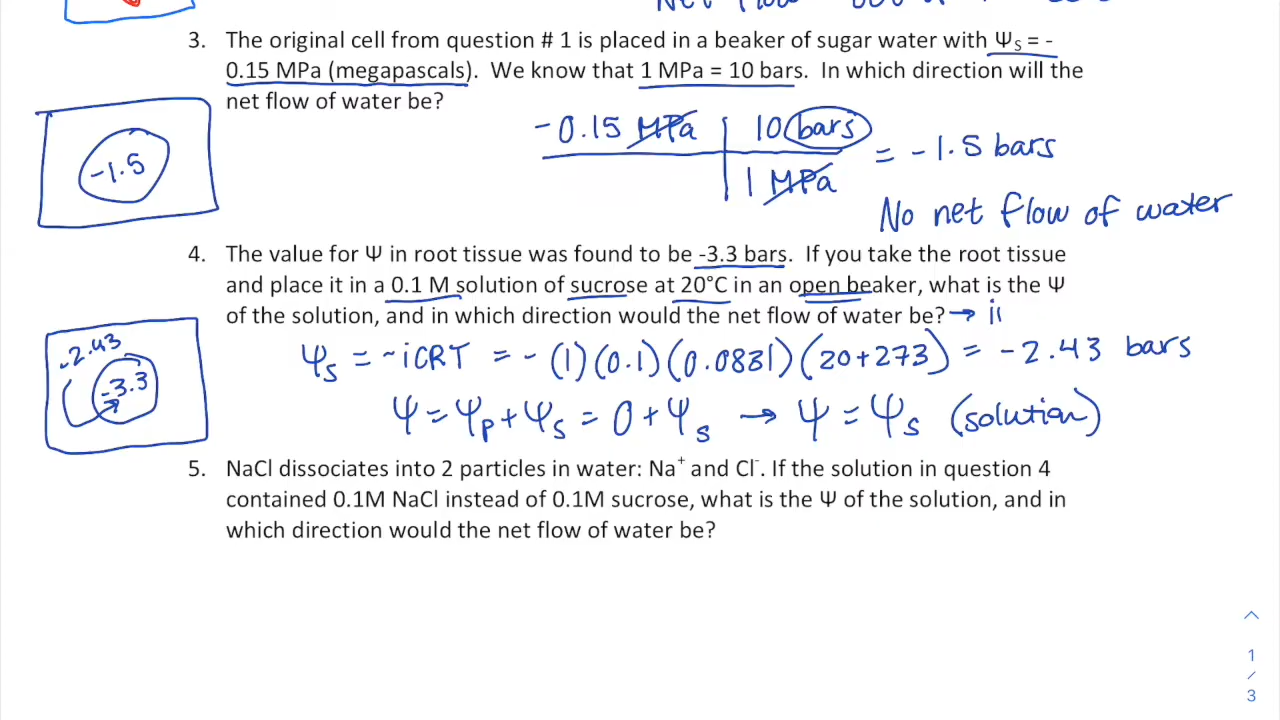 Net flow
3. The original cell from question # 1 is placed in a beaker of sugar water with Ψs = -
0.15 MPa (megapascals). We know that 1 MPa = 10 bars. In which direction will the
net flow of water be?
-0.15 MPa | 10 bars
1 MPa
= -1.5 bars
-1.5
No net flow of water
4. The value for Ψ in root tissue was found to be -3.3 bars. If you take the root tissue
and place it in a 0.1 M solution of sucrose at 20°C in an open beaker, what is the Ψ
of the solution, and in which direction would the net flow of water be? → in
-2.43
-3.3
Ψs = -iCRT = -(1)(0.1)(0.0831)(20+273) = -2.43 bars
Ψ = Ψp + Ψs = 0 + Ψs → Ψ = Ψs (solution)
5. NaCl dissociates into 2 particles in water: Na⁺ and Cl⁻. If the solution in question 4
contained 0.1M NaCl instead of 0.1M sucrose, what is the Ψ of the solution, and in
which direction would the net flow of water be?
1
/
3